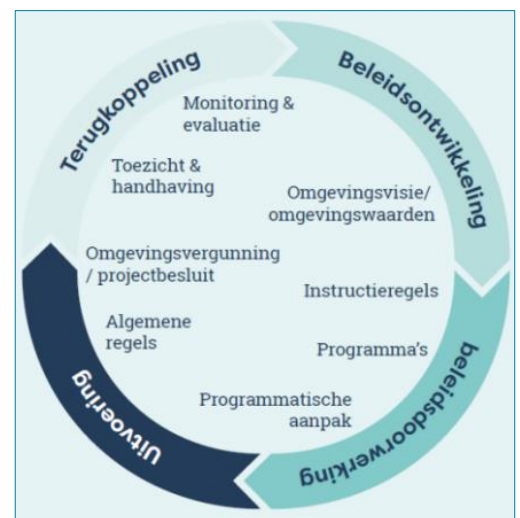 Terugkoppeling
Beleidsontwikkeling
beleidsdoorwerking
Uitvoering
Monitoring &
evaluatie
Toezicht &
handhaving
Omgevingsvisie/
omgevingswaarden
Omgevingsvergunning
/ projectbesluit
Instructieregels
Algemene
regels
Programma's
Programmatische
aanpak